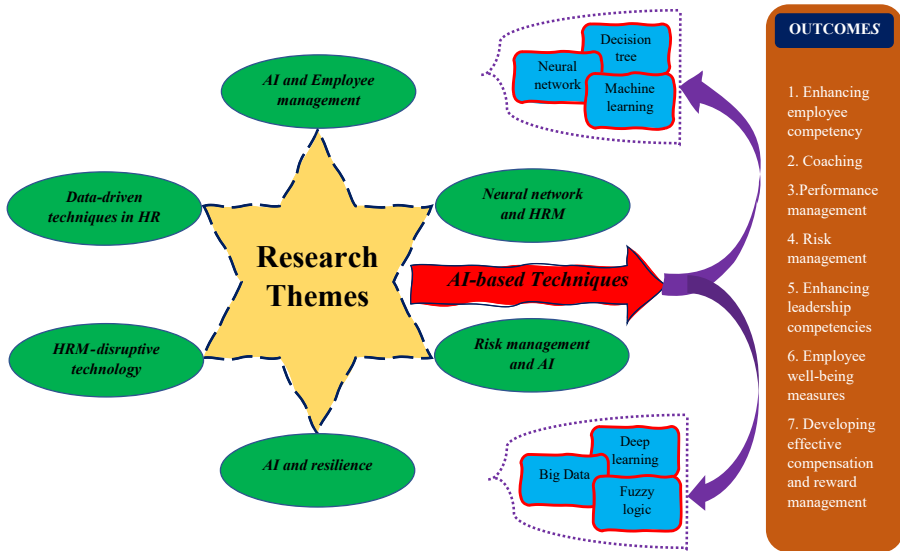 AI and Employee
management
Data-driven
techniques in HR
Neural network
and HRM
Research
Themes
AI-based Techniques
HRM-disruptive
technology
Risk management
and AI
AI and resilience
Decision
tree
Neural
network
Machine
learning
Deep
learning
Big Data
Fuzzy
logic
OUTCOMES
1. Enhancing
employee
competency
2. Coaching
3.Performance
management
4. Risk
management
5. Enhancing
leadership
competencies
6. Employee
well-being
measures
7. Developing
effective
compensation
and reward
management